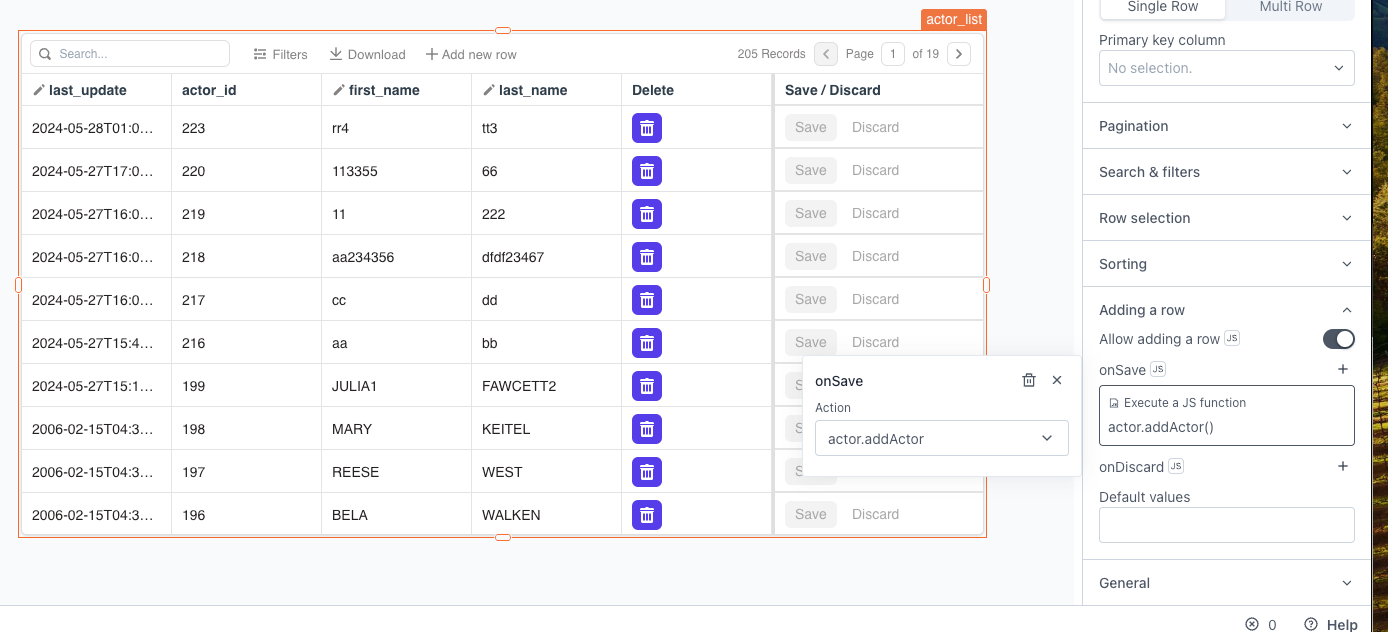 actor_list
Search...
Filters
Download
Add new row
205 Records
Page
1
of 19
last_update actor_id first_name last_name Delete Save / Discard
2024-05-28T01:0... 223 rr4 tt3 Save Discard
2024-05-27T17:0... 220 113355 66 Save Discard
2024-05-27T16:0... 219 11 222 Save Discard
2024-05-27T16:0... 218 aa234356 dfdf23467 Save Discard
2024-05-27T16:0... 217 cc dd Save Discard
2024-05-27T15:4... 216 aa bb Save Discard
2024-05-27T15:1... 199 JULIA1 FAWCETT2 S
2006-02-15T04:3... 198 MARY KEITEL S
2006-02-15T04:3... 197 REESE WEST S
2006-02-15T04:3... 196 BELA WALKEN Save Discard
onSave
Action
actor.addActor
Single Row Multi Row
Primary key column
No selection.
Pagination
Search & filters
Row selection
Sorting
Adding a row
Allow adding a row JS
onSave JS
Execute a JS function
actor.addActor()
onDiscard JS
Default values
General
0 Help